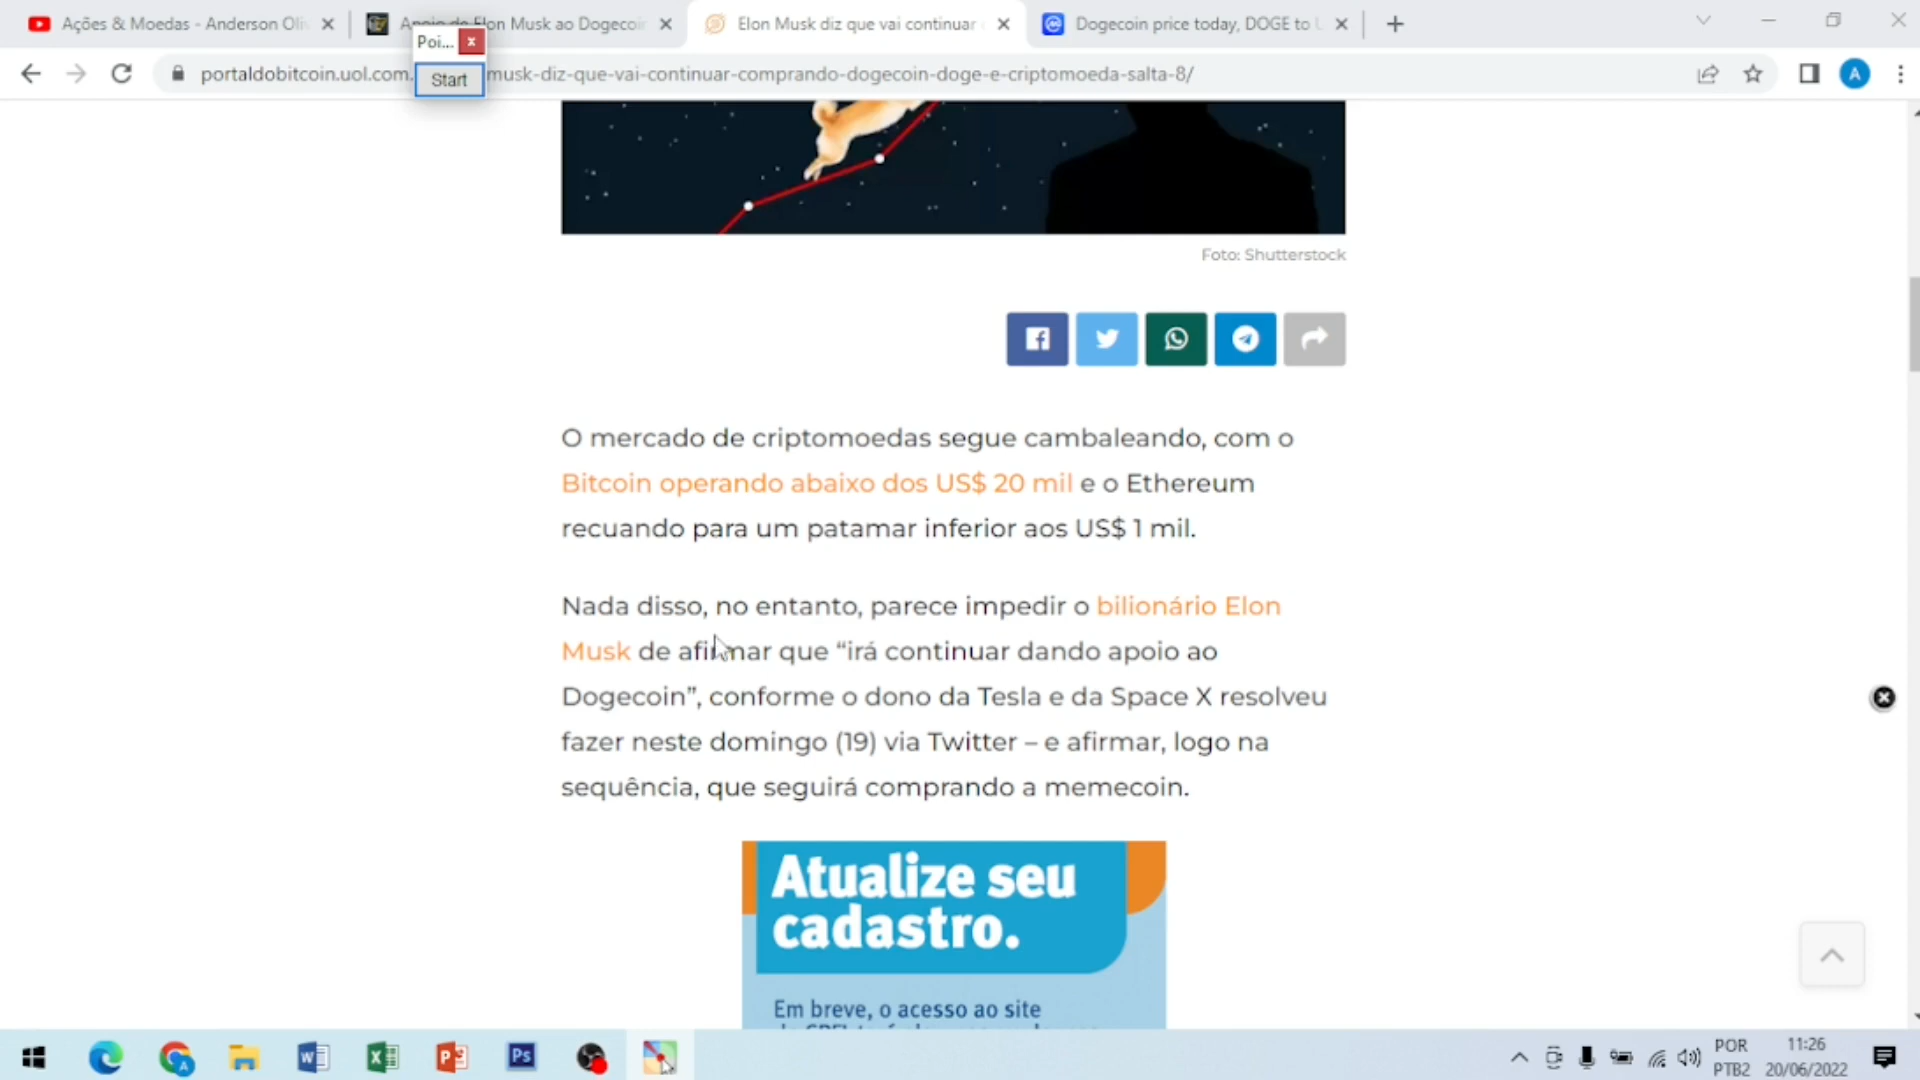 Ações & Moedas - Anderson Oli
Apoio de Elon Musk ao Dogecoin
Elon Musk diz que vai continuar
Dogecoin price today, DOGE to U
Poi...
Start
portaldobitcoin.uol.com.
musk-diz-que-vai-continuar-comprando-dogecoin-doge-e-criptomoeda-salta-8/
A
Foto: Shutterstock
O mercado de criptomoedas segue cambaleando, com o
Bitcoin operando abaixo dos US$ 20 mil e o Ethereum
recuando para um patamar inferior aos US$ 1 mil.
Nada disso, no entanto, parece impedir o bilionário Elon
Musk de afirmar que “irá continuar dando apoio ao
Dogecoin”, conforme o dono da Tesla e da Space X resolveu
fazer neste domingo (19) via Twitter – e afirmar, logo na
sequência, que seguirá comprando a memecoin.
Atualize seu
cadastro.
Em breve, o acesso ao site
Ps
POR
PTB2
11:26
20/06/2022